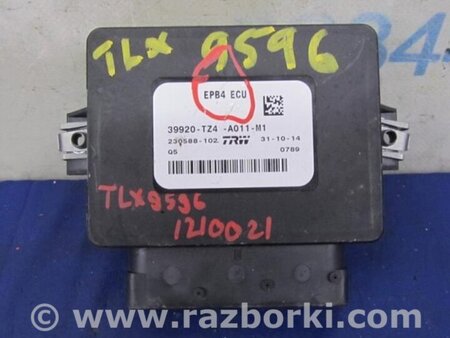 TLX 9596
EPB4 ECU
39920-TZ4 -A011-M1
230588-102 TRW 31-10-14
Q5 0789
TLX9596
1210021
www.razborki.com